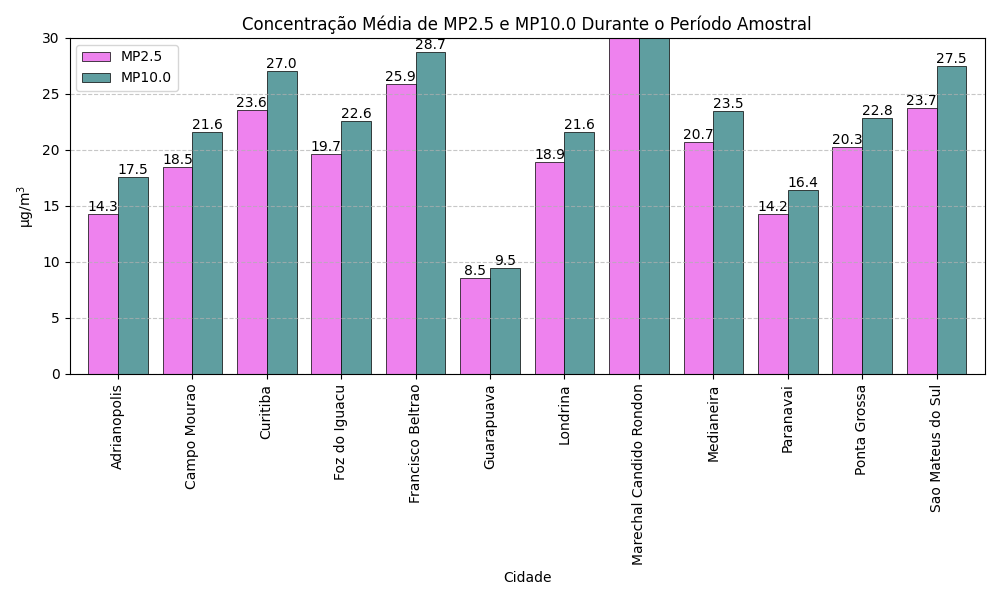 Concentração Média de MP2.5 e MP10.0 Durante o Período Amostral
MP2.5
MP10.0
µg/m³
30
25
20
15
10
5
0
14.3
17.5
18.5
21.6
23.6
27.0
19.7
22.6
25.9
28.7
8.5
9.5
18.9
21.6
20.7
23.5
14.2
16.4
20.3
22.8
23.7
27.5
Adrianopolis
Campo Mourao
Curitiba
Foz do Iguacu
Francisco Beltrao
Guarapuava
Londrina
Marechal Candido Rondon
Medianeira
Paranavai
Ponta Grossa
Sao Mateus do Sul
Cidade